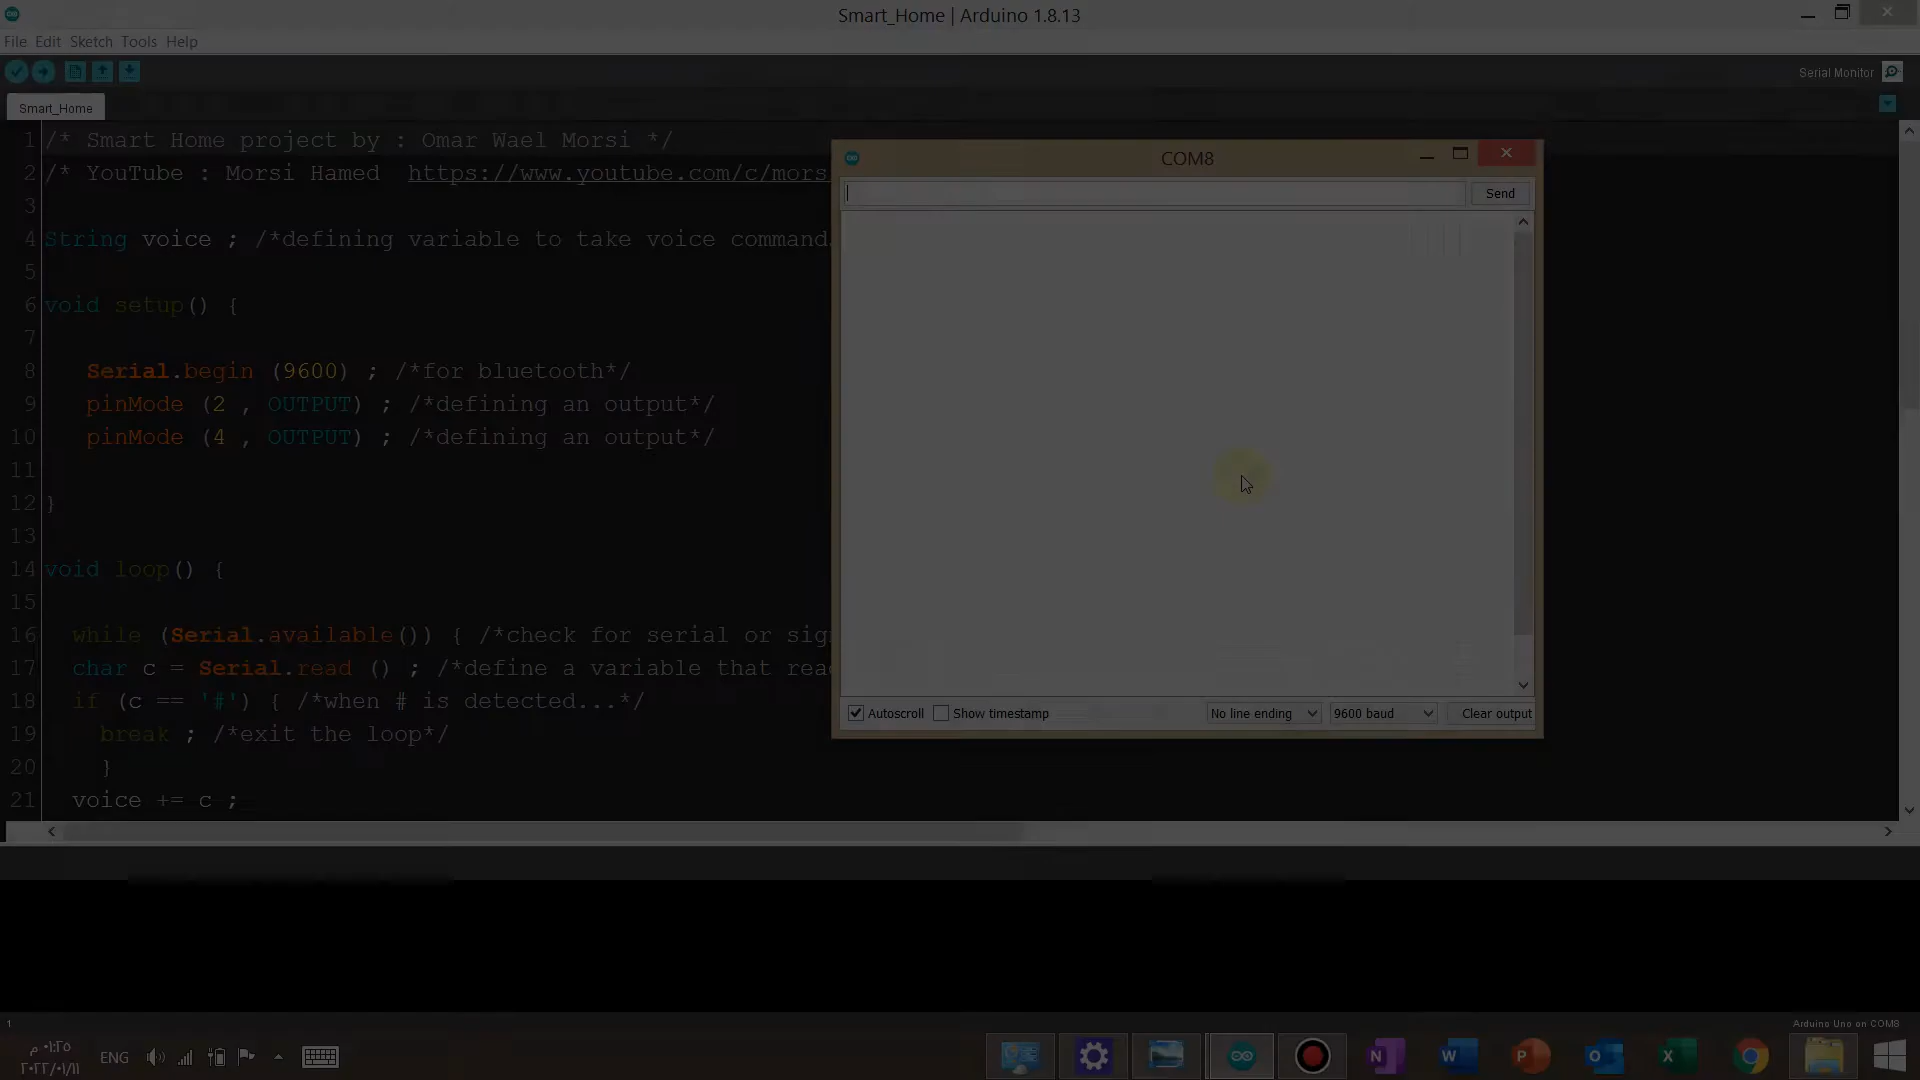 Smart_Home | Arduino 1.8.13
File Edit Sketch Tools Help
Serial Monitor
Smart_Home
1 /* Smart Home project by : Omar Wael Morsi */
2 /* YouTube : Morsi Hamed https://www.youtube.com/c/mors
3
4 String voice ; /*defining variable to take voice command
5
6 void setup() {
7
8 Serial.begin (9600) ; /*for bluetooth*/
9 pinMode (2 , OUTPUT) ; /*defining an output*/
10 pinMode (4 , OUTPUT) ; /*defining an output*/
11
12 }
13
14 void loop() {
15
16 while (Serial.available()) { /*check for serial or sig
17 char c = Serial.read () ; /*define a variable that rea
18 if (c == '#') { /*when # is detected...*/
19 break ; /*exit the loop*/
20 }
21 voice += c ;
COM8
Send
Autoscroll Show timestamp No line ending 9600 baud Clear output
1
Arduino Uno on COM8
٠١:٢٥ م
ENG
٢٠٢٢/٠١/١١